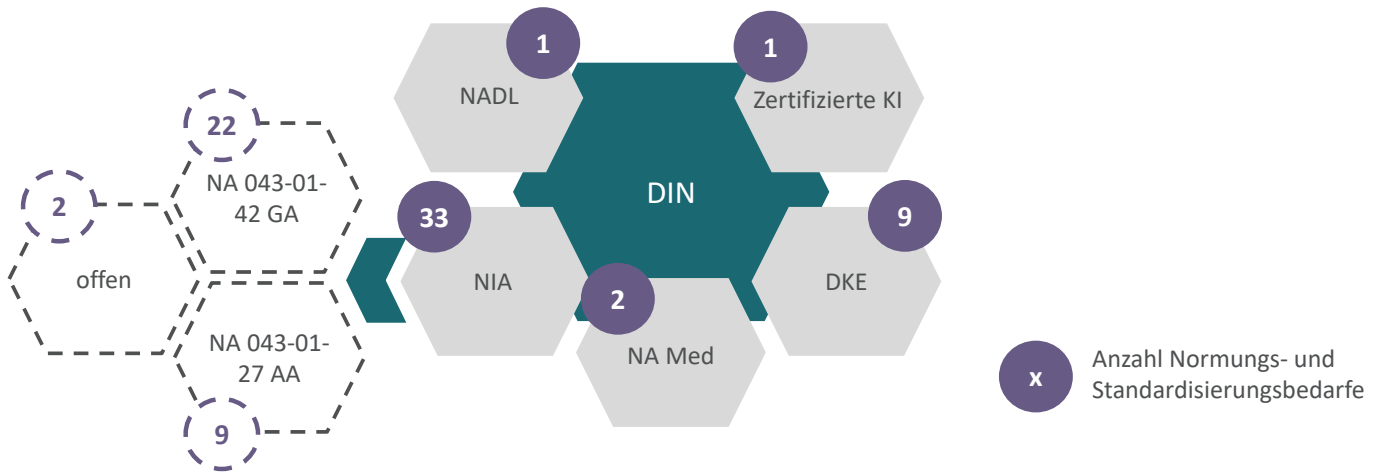 1
NADL
1
Zertifizierte KI
22
NA 043-01-
42 GA
2
offen
9
NA 043-01-
27 AA
33
NIA
DIN
2
NA Med
9
DKE
x
Anzahl Normungs- und
Standardisierungsbedarfe